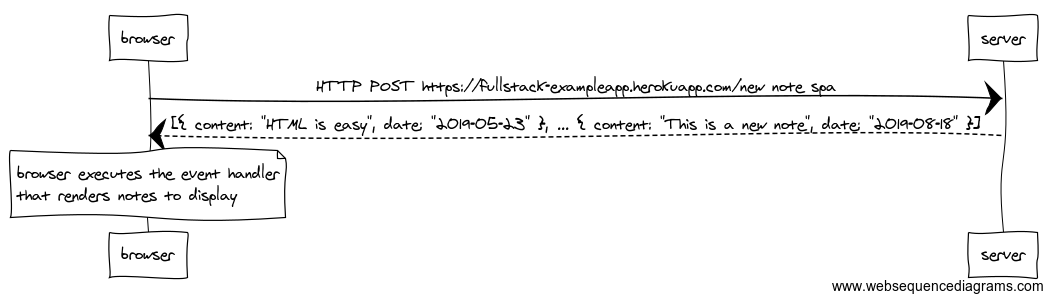 browser server
HTTP POST https://fullstack-exampleapp.herokuapp.com/new note spa
[{ content: "HTML is easy", date: "2019-05-23" }, ... { content: "This is a new note", date: "2019-08-18" }]
browser executes the event handler
that renders notes to display
browser server
www.websequencediagrams.com